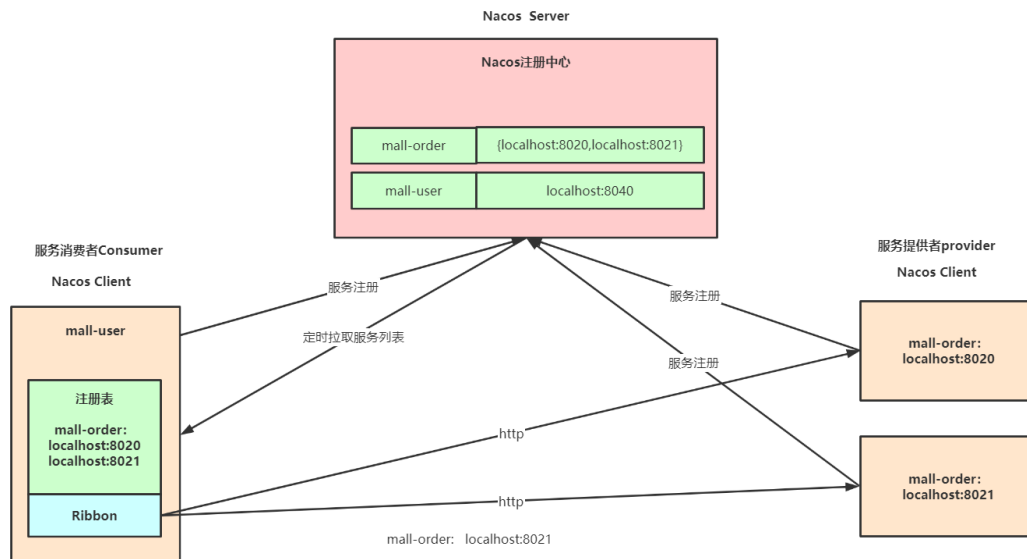 Nacos Server
Nacos注册中心
mall-order
{localhost:8020,localhost:8021}
mall-user
localhost:8040
服务消费者Consumer
Nacos Client
服务提供者provider
Nacos Client
服务注册
服务注册
定时拉取服务列表
服务注册
mall-user
注册表
mall-order:
localhost:8020
localhost:8021
Ribbon
mall-order:
localhost:8020
http
mall-order:
localhost:8021
http
mall-order: localhost:8021